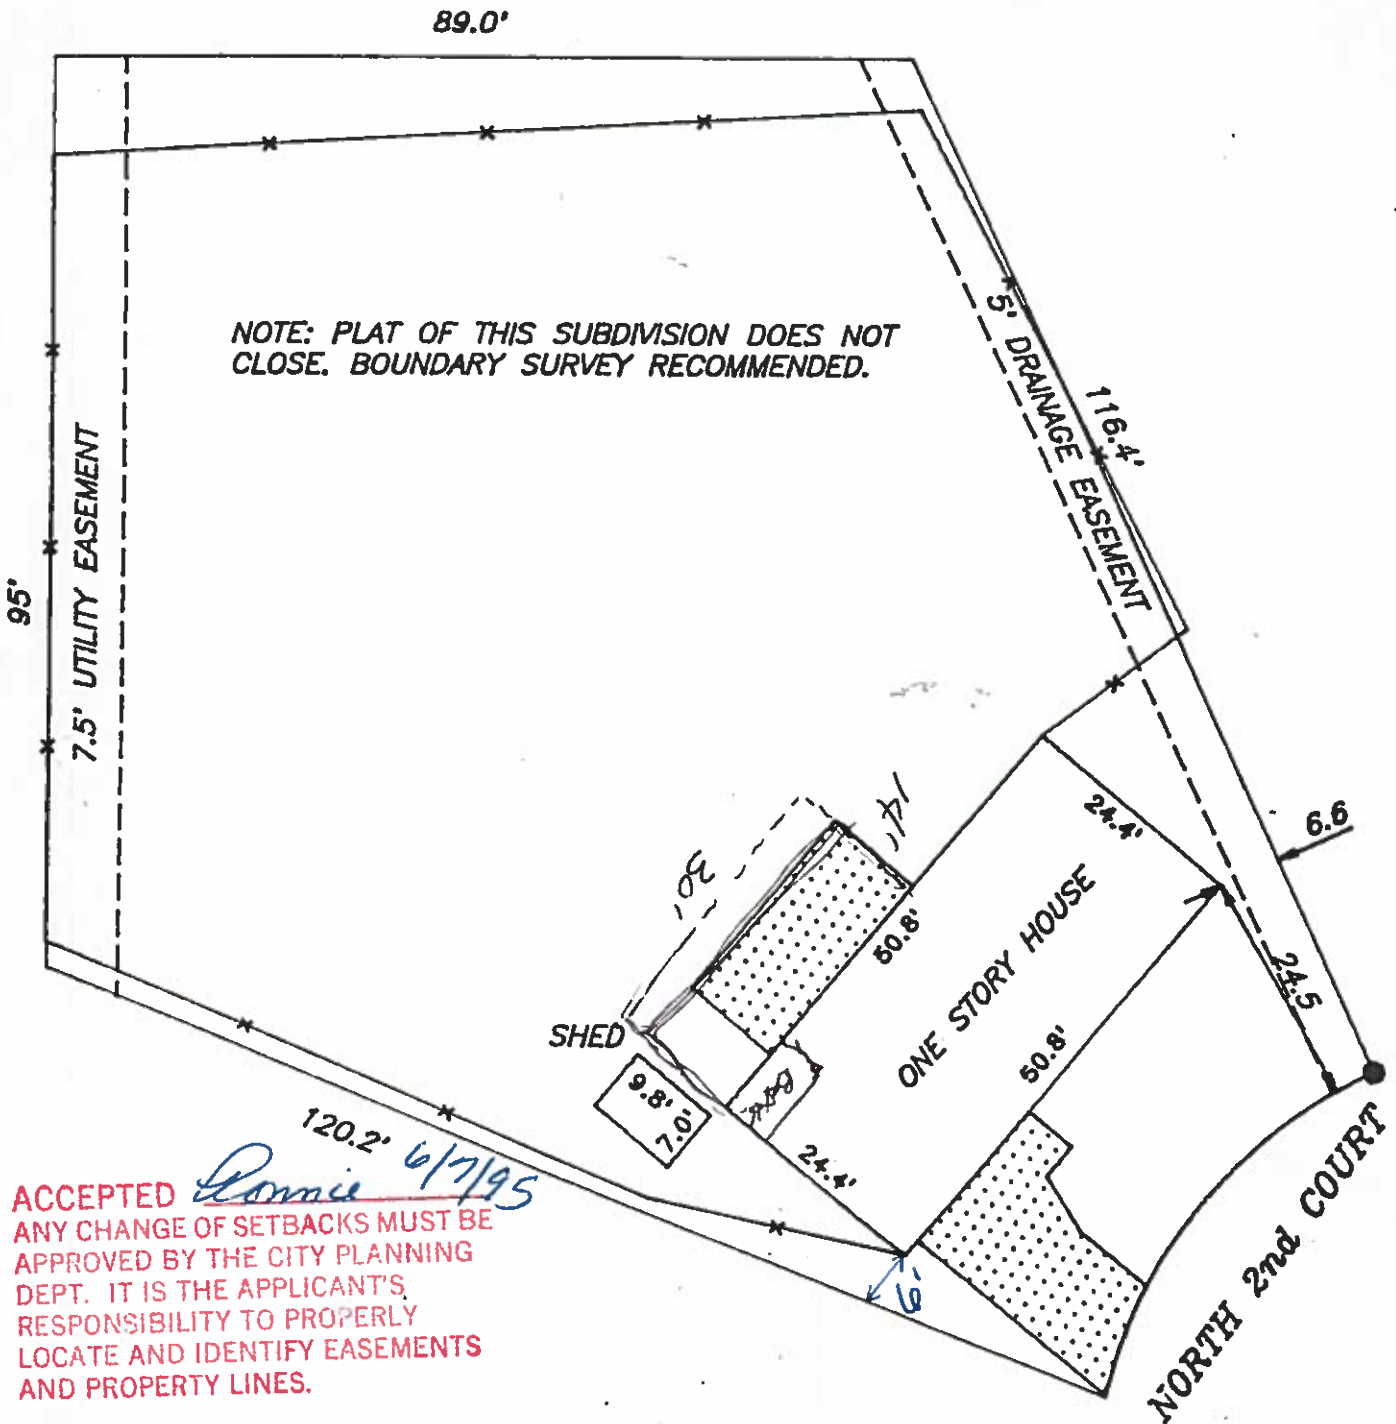 89.0'
NOTE: PLAT OF THIS SUBDIVISION DOES NOT
CLOSE. BOUNDARY SURVEY RECOMMENDED.
5' DRAINAGE EASEMENT
116.4'
7.5' UTILITY EASEMENT
95'
24.4'
6.6
14'
30'
50.8'
ONE STORY HOUSE
24.5
50.8'
SHED
9.8'
7.0'
24.4'
120.2'
6'
NORTH 2nd COURT
ACCEPTED Ronnie 6/7/95
ANY CHANGE OF SETBACKS MUST BE
APPROVED BY THE CITY PLANNING
DEPT. IT IS THE APPLICANT'S
RESPONSIBILITY TO PROPERLY
LOCATE AND IDENTIFY EASEMENTS
AND PROPERTY LINES.